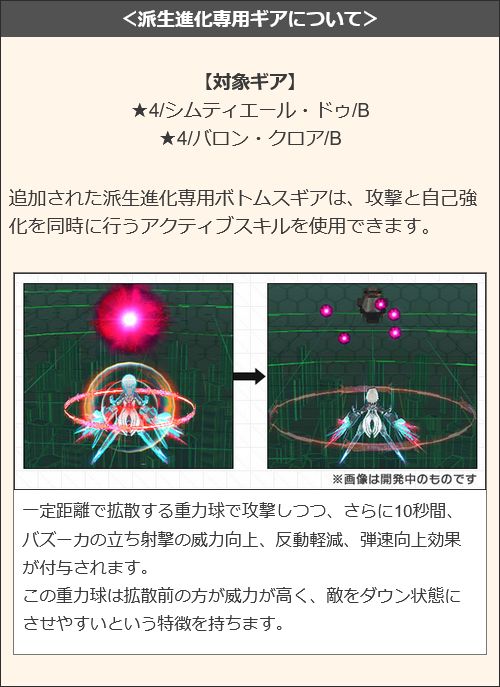 ＜派生進化専用ギアについて＞
【対象ギア】
★4/シムティエール・ドゥ/B
★4/バロン・クロア/B
追加された派生進化専用ボトムスギアは、攻撃と自己強
化を同時に行うアクティブスキルを使用できます。
※画像は開発中のものです
一定距離で拡散する重力球で攻撃しつつ、さらに10秒間、
バズーカの立ち射撃の威力向上、反動軽減、弾速向上効果
が付与されます。
この重力球は拡散前の方が威力が高く、敵をダウン状態に
させやすいという特徴を持ちます。